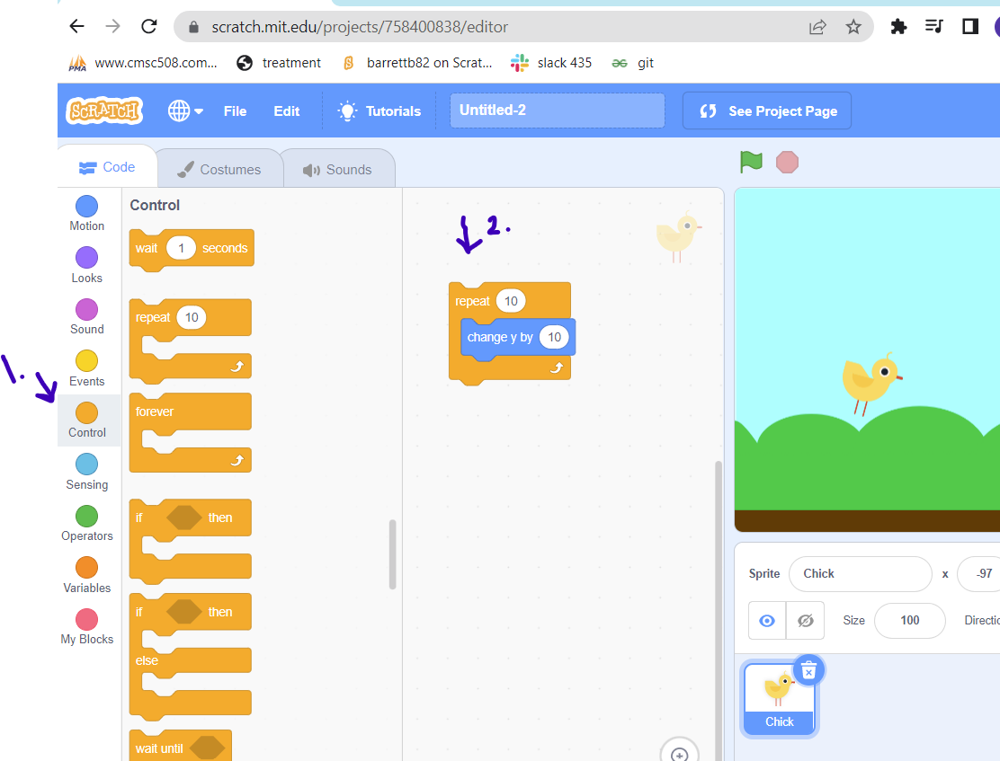 scratch.mit.edu/projects/758400838/editor
PMA www.cmsc508.com... treatment barrettb82 on Scrat... slack 435 git
SCRATCH File Edit Tutorials Untitled-2 See Project Page
Code Costumes Sounds
Motion
Looks
Sound
Events
Control
Sensing
Operators
Variables
My Blocks
Control
wait 1 seconds
repeat 10
forever
if then
if then
else
wait until
1.
2.
repeat 10
change y by 10
Sprite Chick x -97
Size 100
Chick